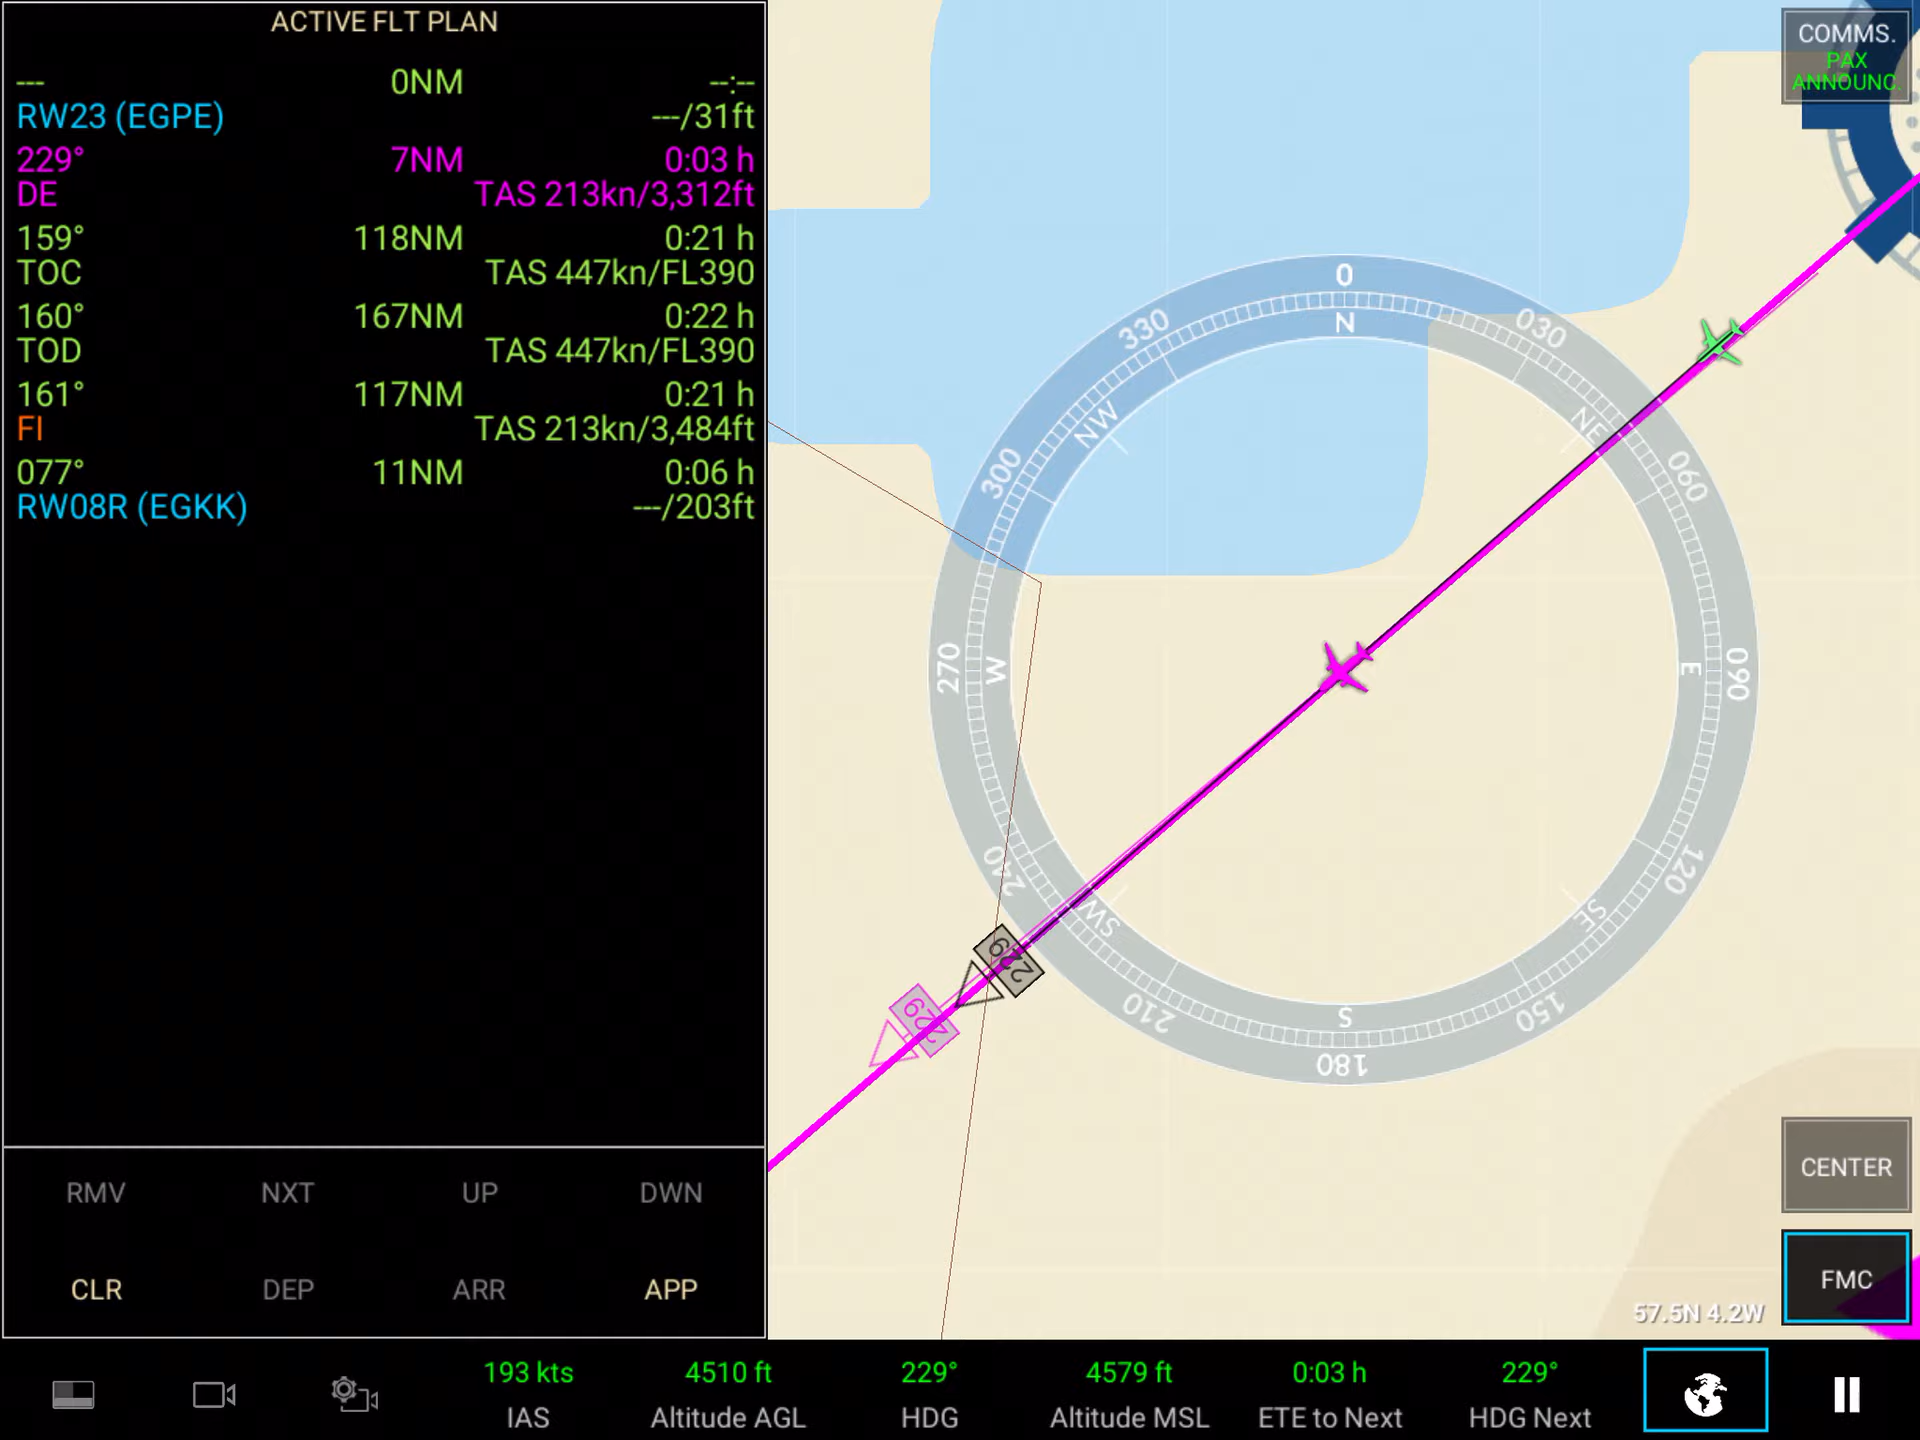 ACTIVE FLT PLAN
--- 0NM --:--
RW23 (EGPE) ---/31ft
229° 7NM 0:03 h
DE TAS 213kn/3,312ft
159° 118NM 0:21 h
TOC TAS 447kn/FL390
160° 167NM 0:22 h
TOD TAS 447kn/FL390
161° 117NM 0:21 h
FI TAS 213kn/3,484ft
077° 11NM 0:06 h
RW08R (EGKK) ---/203ft
RMV NXT UP DWN
CLR DEP ARR APP
COMMS.
PAX
ANNOUNC.
0
N
330
030
NW
NE
300
060
270
W
E
090
240
120
SW
SE
210
150
S
180
229
229
CENTER
FMC
57.5N 4.2W
193 kts 4510 ft 229° 4579 ft 0:03 h 229°
IAS Altitude AGL HDG Altitude MSL ETE to Next HDG Next